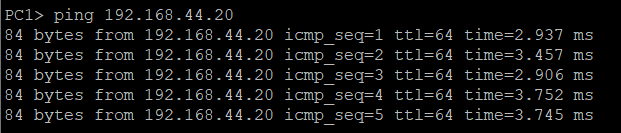 PC1> ping 192.168.44.20
84 bytes from 192.168.44.20 icmp_seq=1 ttl=64 time=2.937 ms
84 bytes from 192.168.44.20 icmp_seq=2 ttl=64 time=3.457 ms
84 bytes from 192.168.44.20 icmp_seq=3 ttl=64 time=2.906 ms
84 bytes from 192.168.44.20 icmp_seq=4 ttl=64 time=3.752 ms
84 bytes from 192.168.44.20 icmp_seq=5 ttl=64 time=3.745 ms